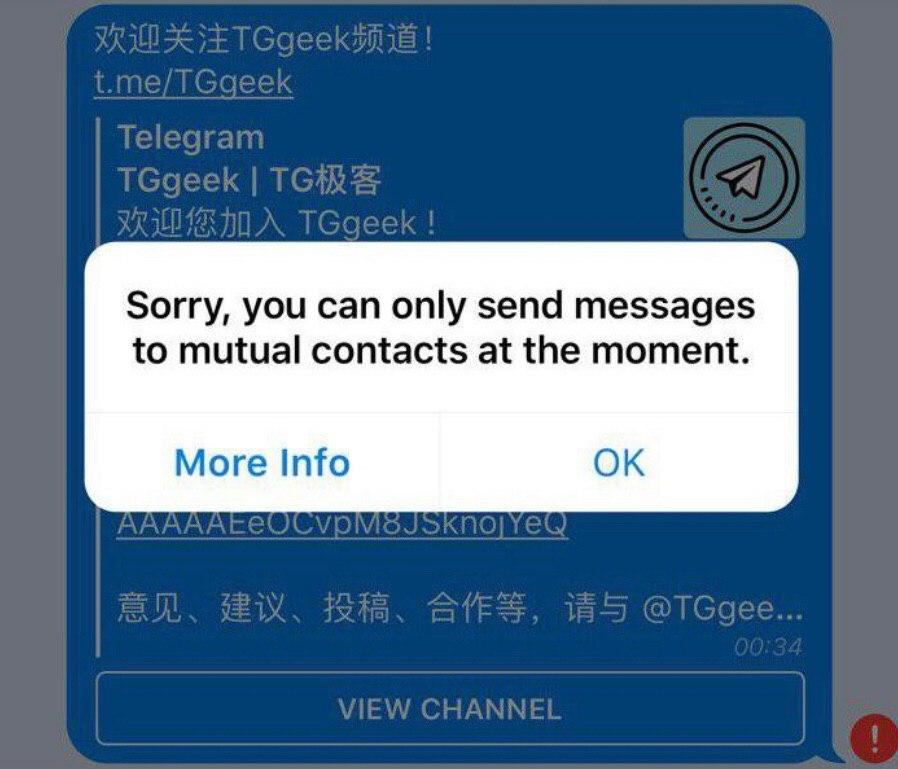 欢迎关注TGgeek频道！
t.me/TGgeek
Telegram
TGgeek | TG极客
欢迎您加入 TGgeek！
Sorry, you can only send messages
to mutual contacts at the moment.
More Info
OK
AAAAAEeOCvpM8JSknojYeQ
意见、建议、投稿、合作等，请与 @TGgee...
00:34
VIEW CHANNEL